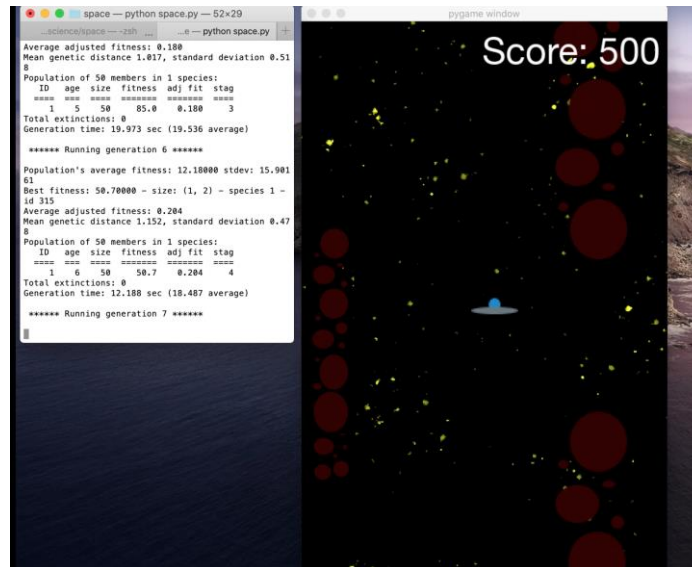 space — python space.py — 52×29
...science/space — -zsh ...e — python space.py +
Average adjusted fitness: 0.180
Mean genetic distance 1.017, standard deviation 0.51
8
Population of 50 members in 1 species:
ID age size fitness adj fit stag
==== === ==== ======= ======= ====
1 5 50 85.0 0.180 3
Total extinctions: 0
Generation time: 19.973 sec (19.536 average)
****** Running generation 6 ******
Population's average fitness: 12.18000 stdev: 15.901
61
Best fitness: 50.70000 - size: (1, 2) - species 1 -
id 315
Average adjusted fitness: 0.204
Mean genetic distance 1.152, standard deviation 0.47
8
Population of 50 members in 1 species:
ID age size fitness adj fit stag
==== === ==== ======= ======= ====
1 6 50 50.7 0.204 4
Total extinctions: 0
Generation time: 12.188 sec (18.487 average)
****** Running generation 7 ******
pygame window
Score: 500